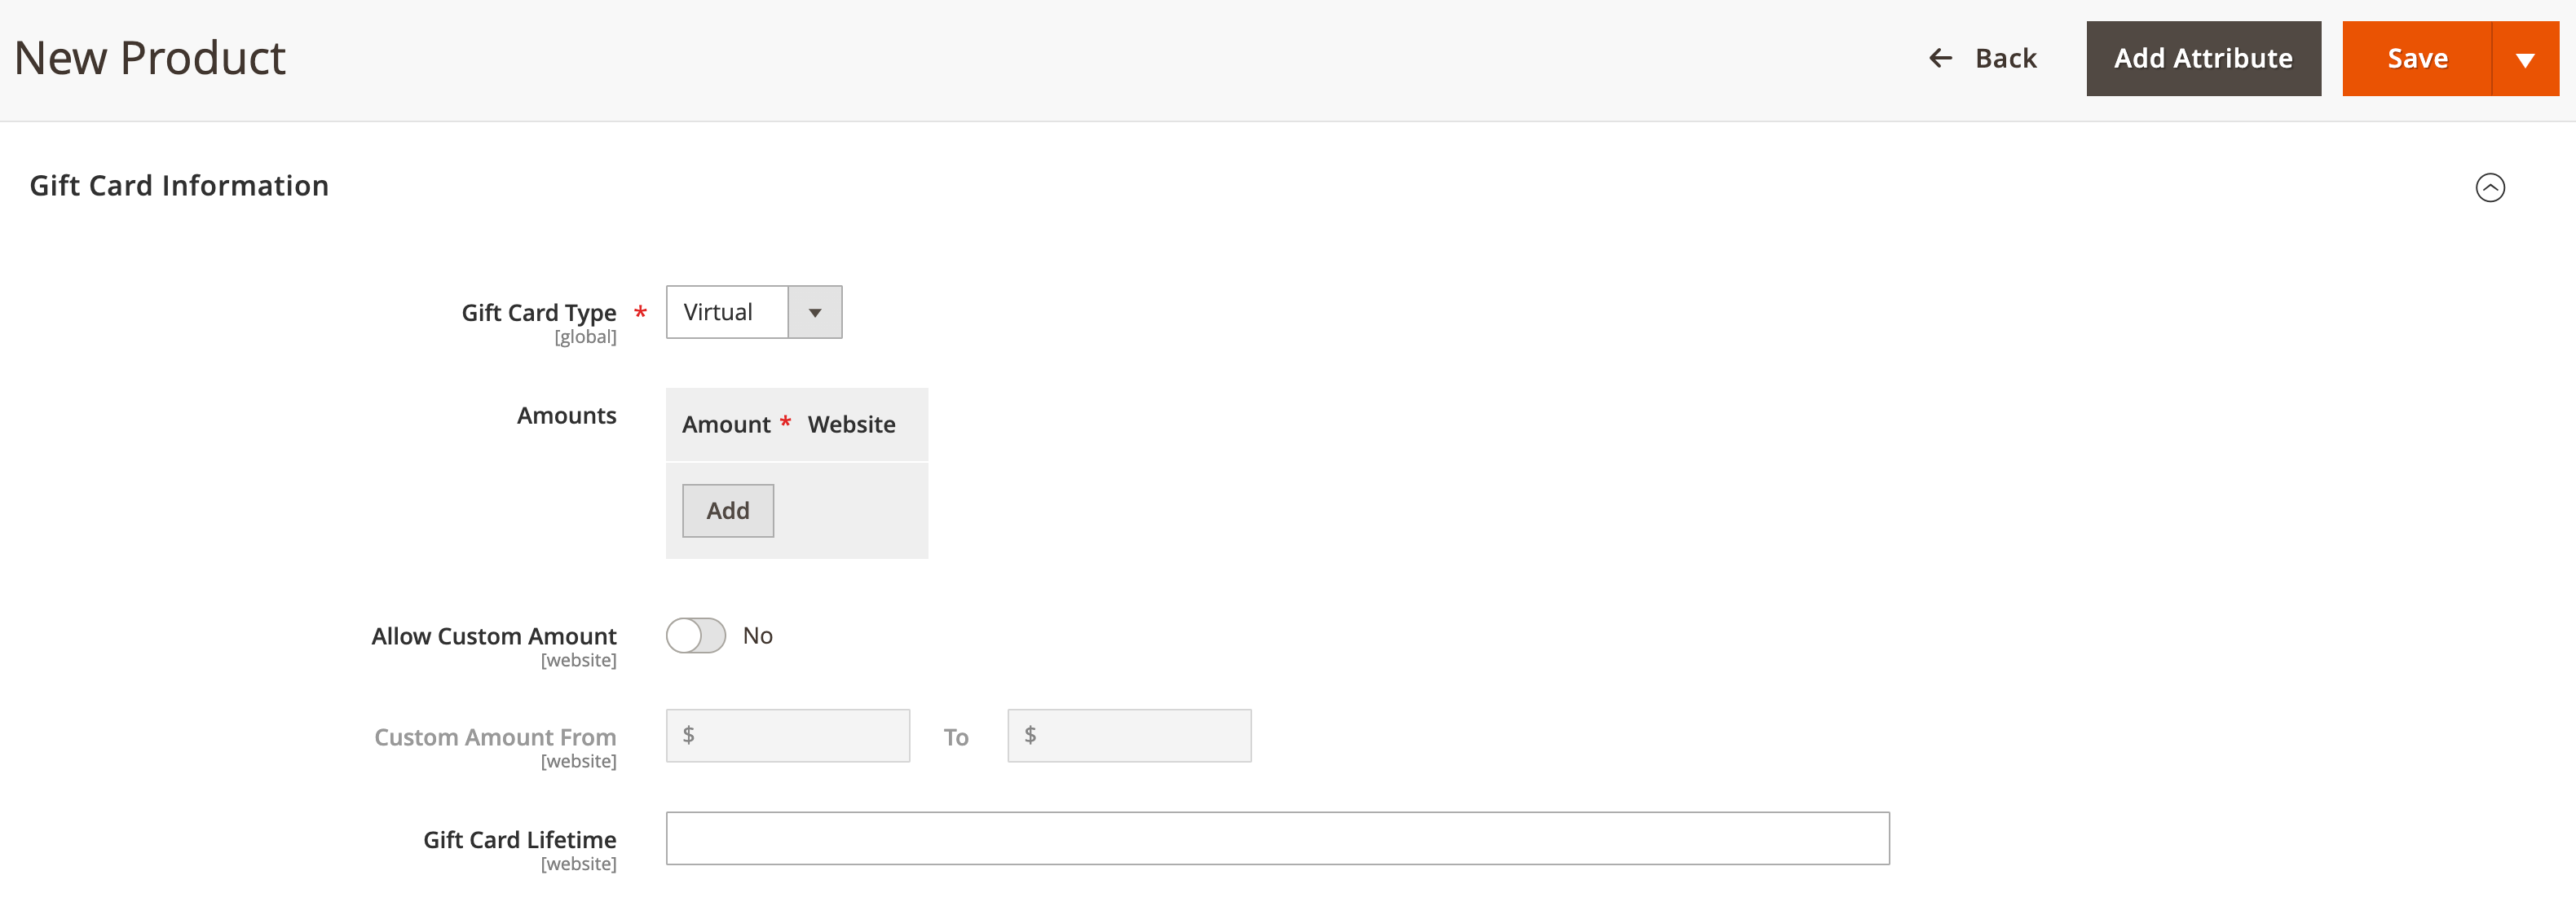 New Product
Back
Add Attribute
Save
Gift Card Information
Gift Card Type *
[global]
Virtual
Amounts
Amount * Website
Add
Allow Custom Amount
[website]
No
Custom Amount From
[website]
$
To
$
Gift Card Lifetime
[website]